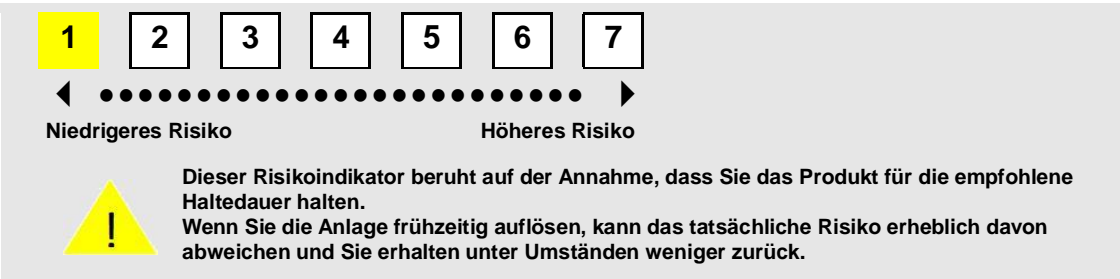 1 2 3 4 5 6 7
Niedrigeres Risiko Höheres Risiko
Dieser Risikoindikator beruht auf der Annahme, dass Sie das Produkt für die empfohlene
Haltedauer halten.
Wenn Sie die Anlage frühzeitig auflösen, kann das tatsächliche Risiko erheblich davon
abweichen und Sie erhalten unter Umständen weniger zurück.
!